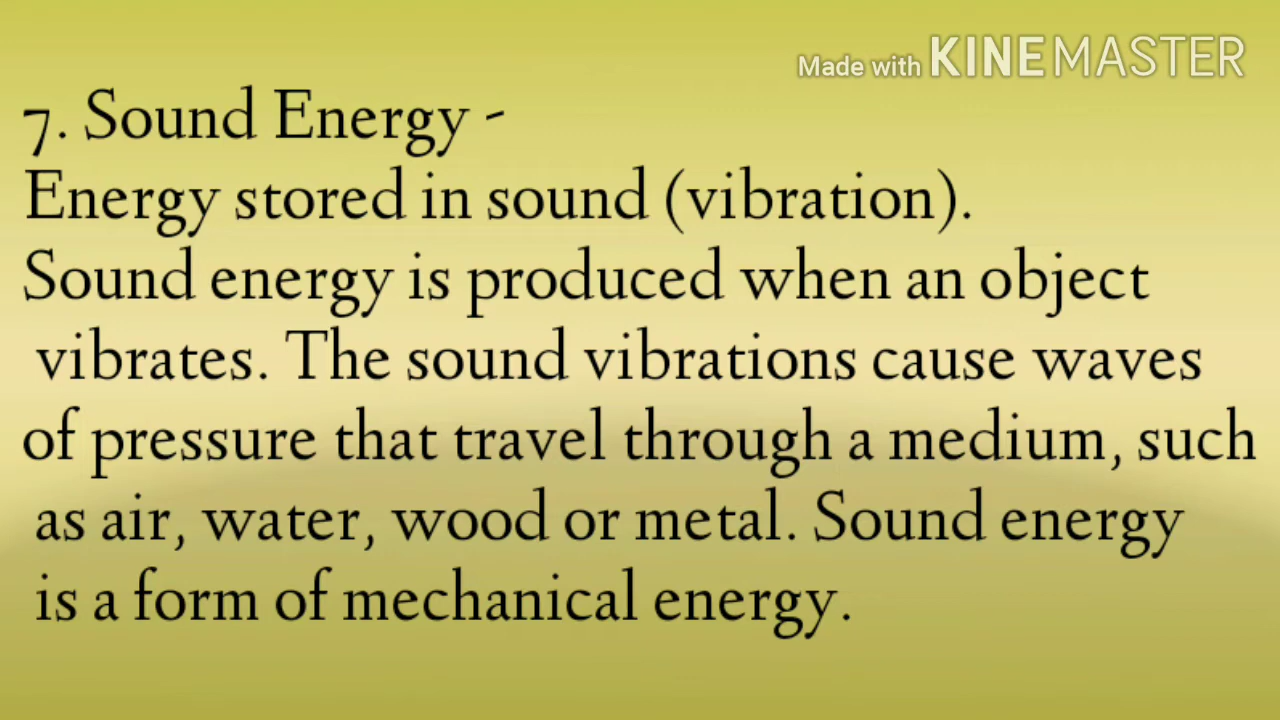 Made with KINEMASTER
7. Sound Energy -
Energy stored in sound (vibration).
Sound energy is produced when an object
vibrates. The sound vibrations cause waves
of pressure that travel through a medium, such
as air, water, wood or metal. Sound energy
is a form of mechanical energy.